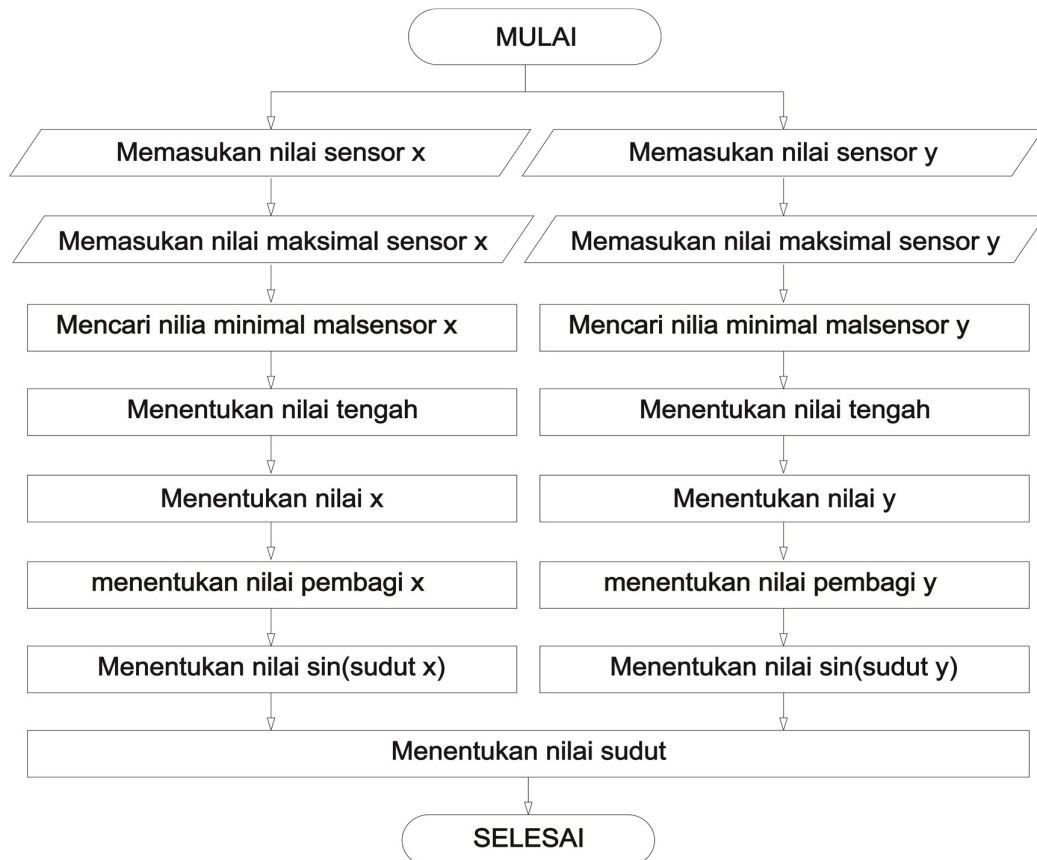 MULAI
Memasukan nilai sensor x
Memasukan nilai sensor y
Memasukan nilai maksimal sensor x
Memasukan nilai maksimal sensor y
Mencari nilia minimal malsensor x
Mencari nilia minimal malsensor y
Menentukan nilai tengah
Menentukan nilai tengah
Menentukan nilai x
Menentukan nilai y
menentukan nilai pembagi x
menentukan nilai pembagi y
Menentukan nilai sin(sudut x)
Menentukan nilai sin(sudut y)
Menentukan nilai sudut
SELESAI